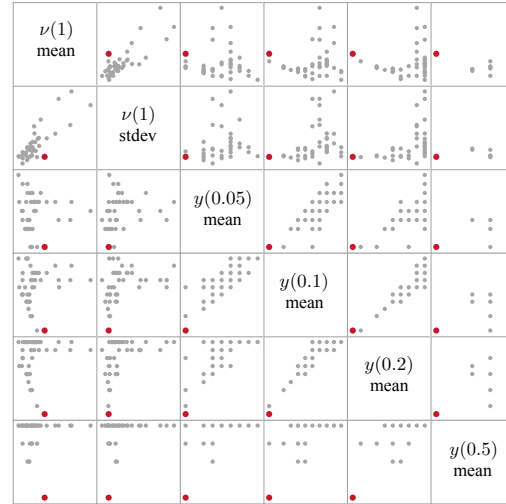 ν(1)
mean
ν(1)
stdev
y(0.05)
mean
y(0.1)
mean
y(0.2)
mean
y(0.5)
mean